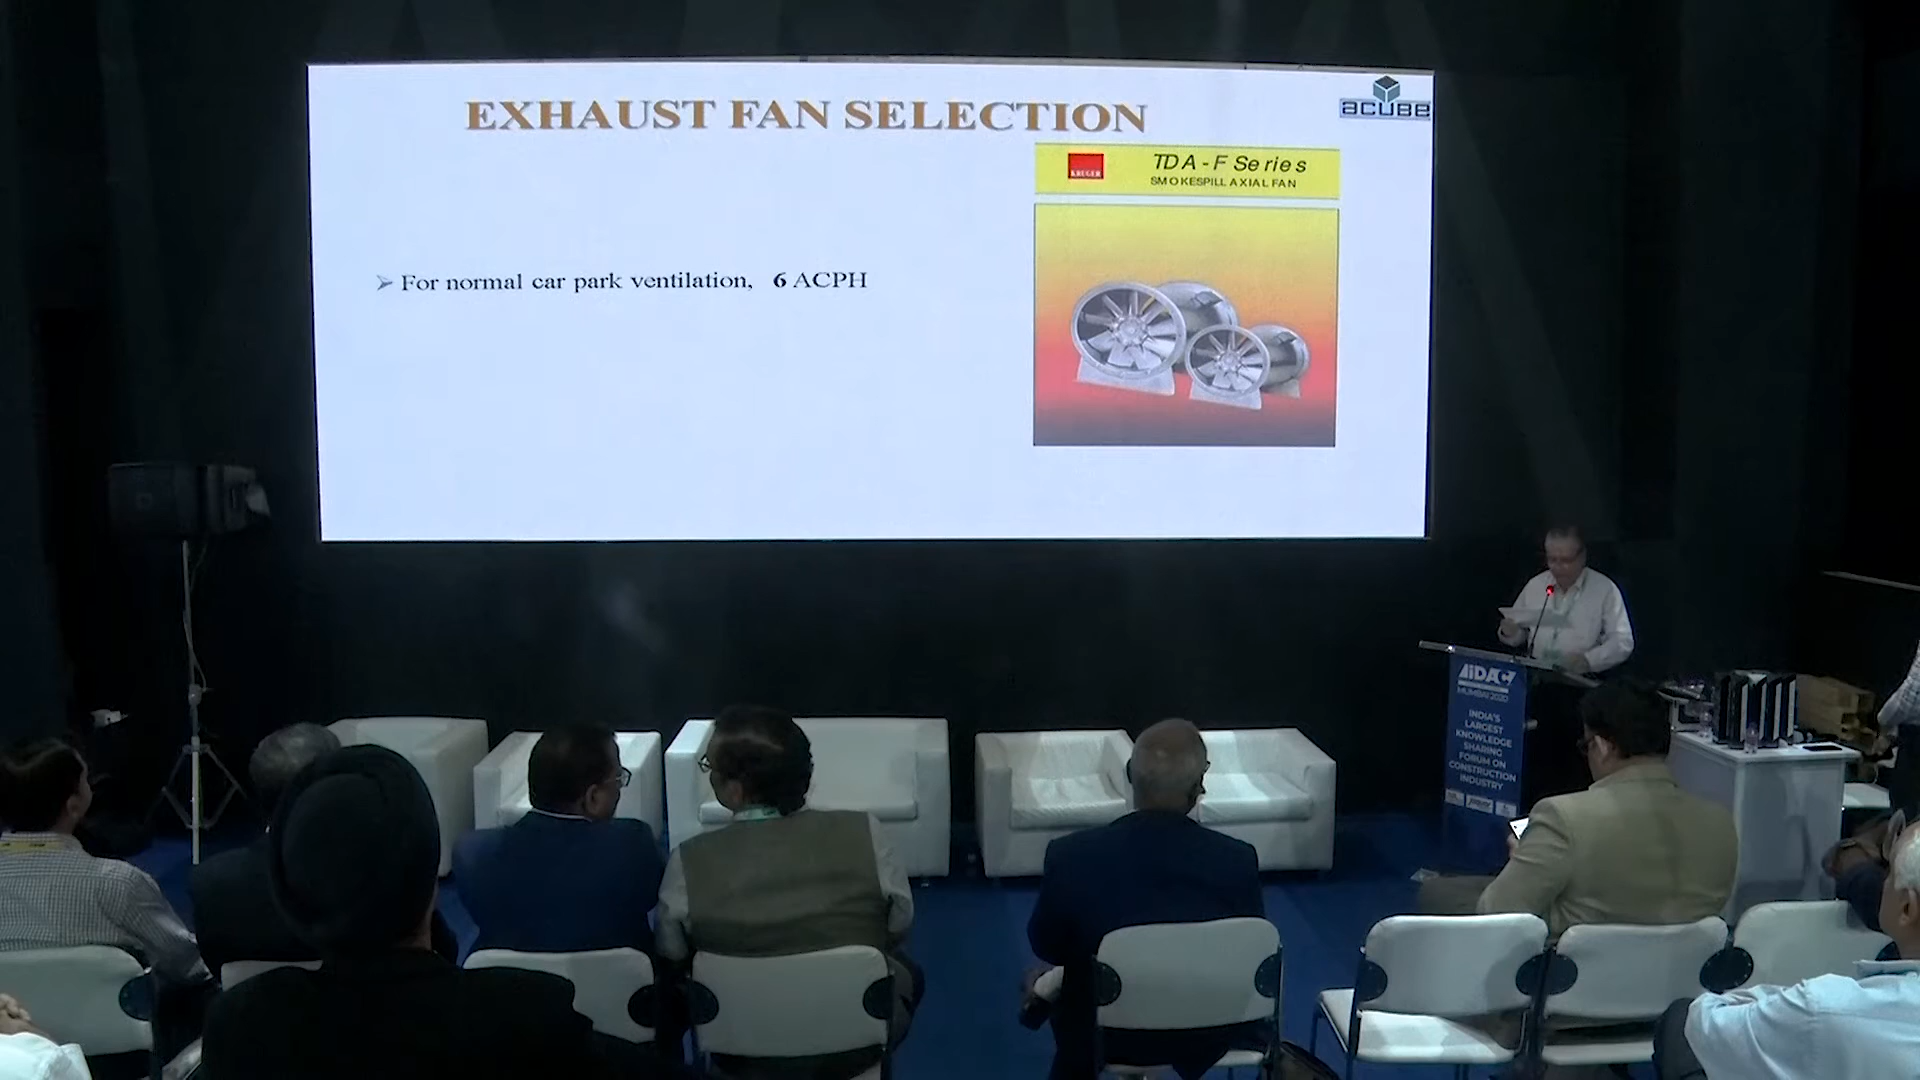 EXHAUST FAN SELECTION
acube
KRUGER
TDA-F Series
SMOKESPILL AXIAL FAN
➢ For normal car park ventilation, 6 ACPH
AIDAC
MUMBAI 2020
INDIA'S
LARGEST
KNOWLEDGE
SHARING
FORUM ON
CONSTRUCTION
INDUSTRY